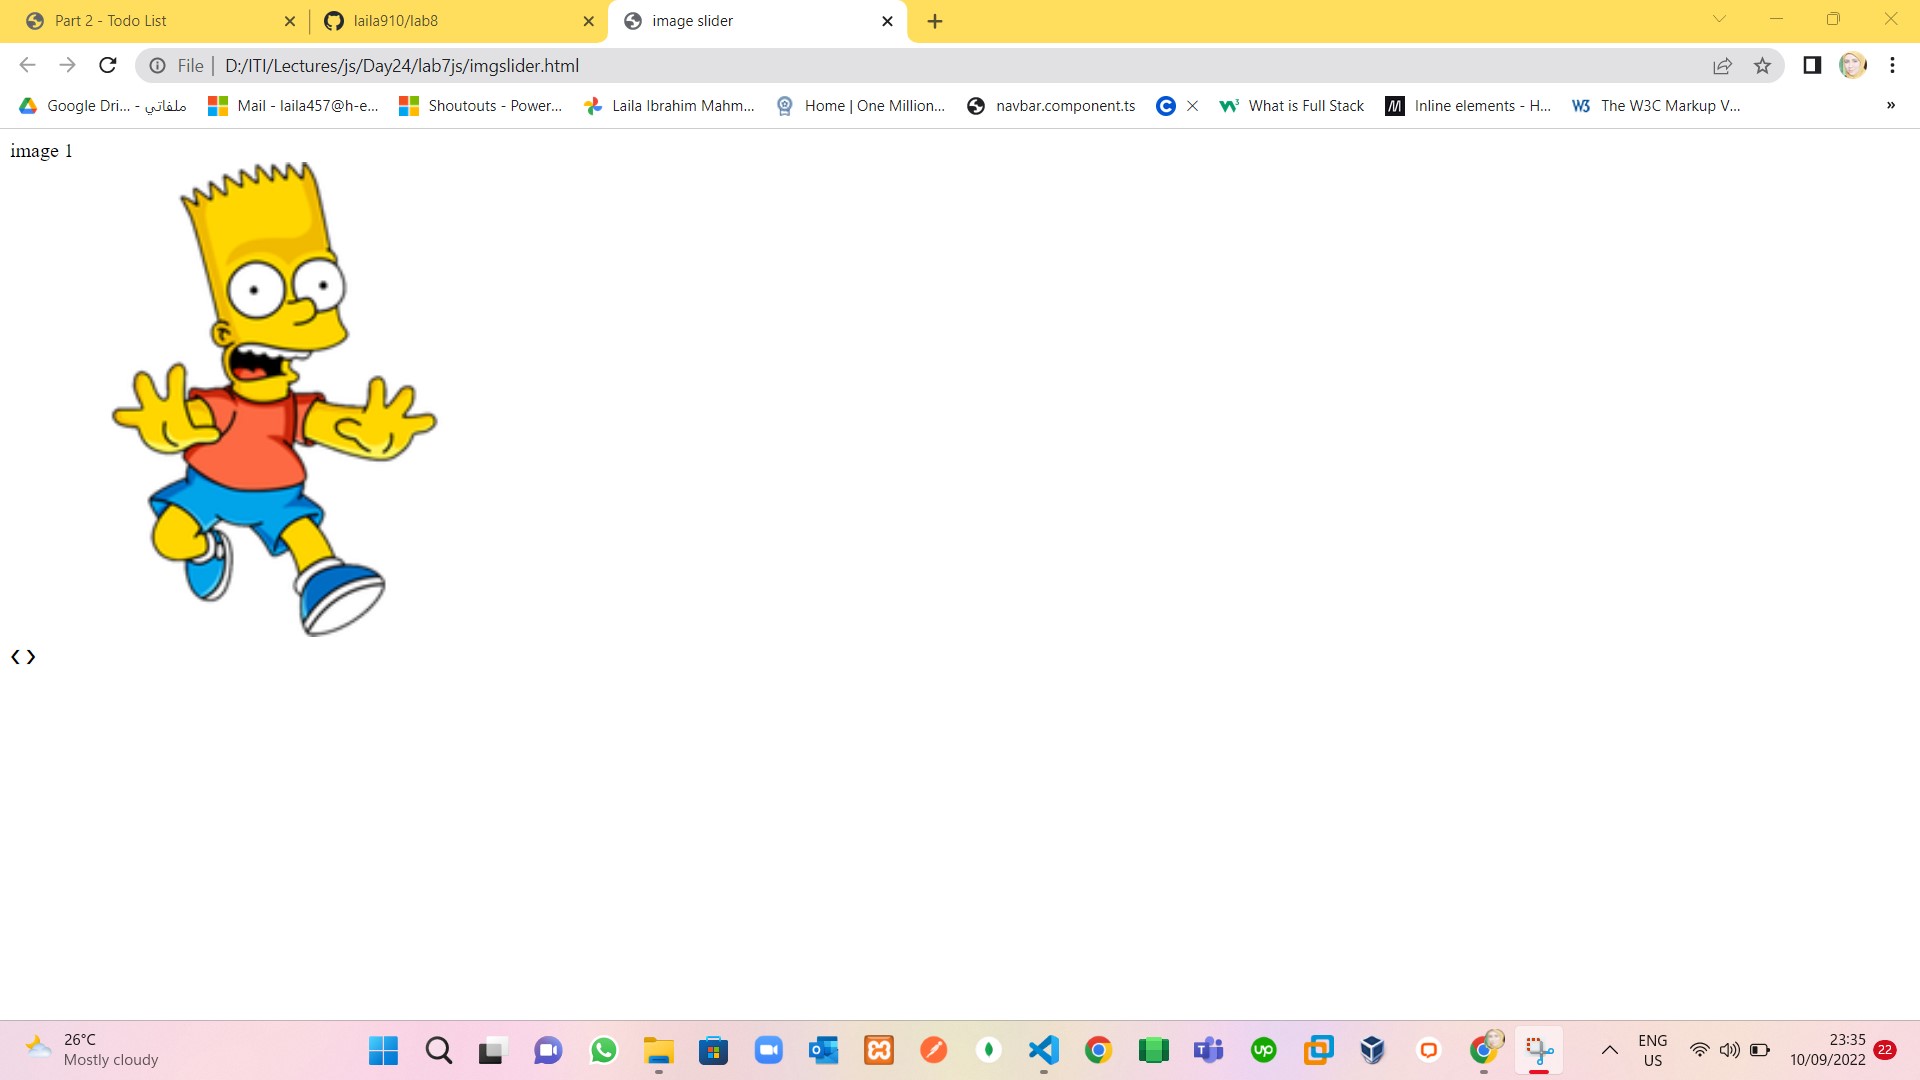 Part 2 - Todo List
laila910/lab8
image slider
File | D:/ITI/Lectures/js/Day24/lab7js/imgslider.html
Google Dri... - ملفاتي
Mail - laila457@h-e...
Shoutouts - Power...
Laila Ibrahim Mahm...
Home | One Million...
navbar.component.ts
What is Full Stack
Inline elements - H...
The W3C Markup V...
»
image 1
26°C
Mostly cloudy
ENG
US
23:35
10/09/2022
22